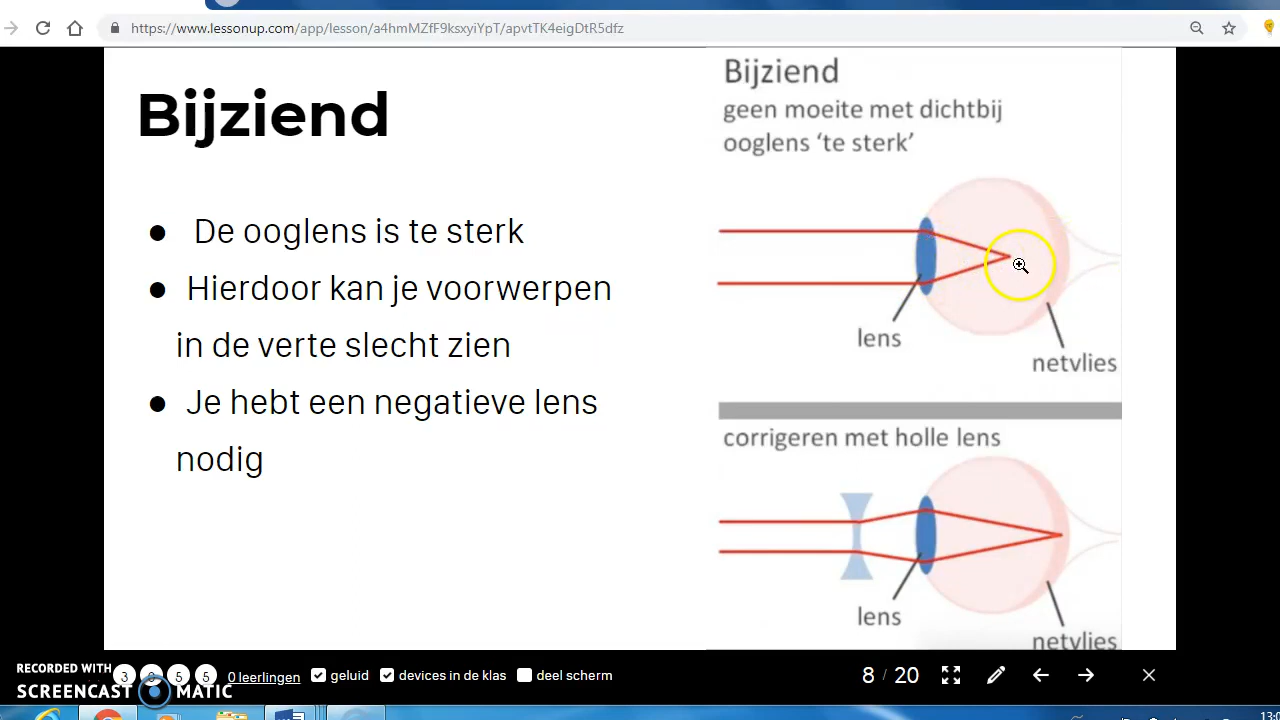 https://www.lessonup.com/app/lesson/a4hmMZfF9ksxyiYpT/apvtTK4eigDtR5dfz
Bijziend
● De ooglens is te sterk
● Hierdoor kan je voorwerpen
in de verte slecht zien
● Je hebt een negatieve lens
nodig
Bijziend
geen moeite met dichtbij
ooglens ‘te sterk’
lens
netvlies
corrigeren met holle lens
lens
netvlies
RECORDED WITH
SCREENCAST MATIC
3 5 5 0 leerlingen geluid devices in de klas deel scherm 8 / 20